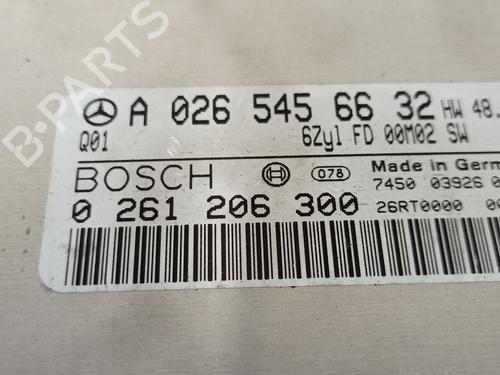 B-PARTS
A 026 545 66 32 HW 48.
Q01 6Zyl FD 00M02 SW
BOSCH 078 Made in Germ
7450 03926 0
0 261 206 300 26RT0000 00